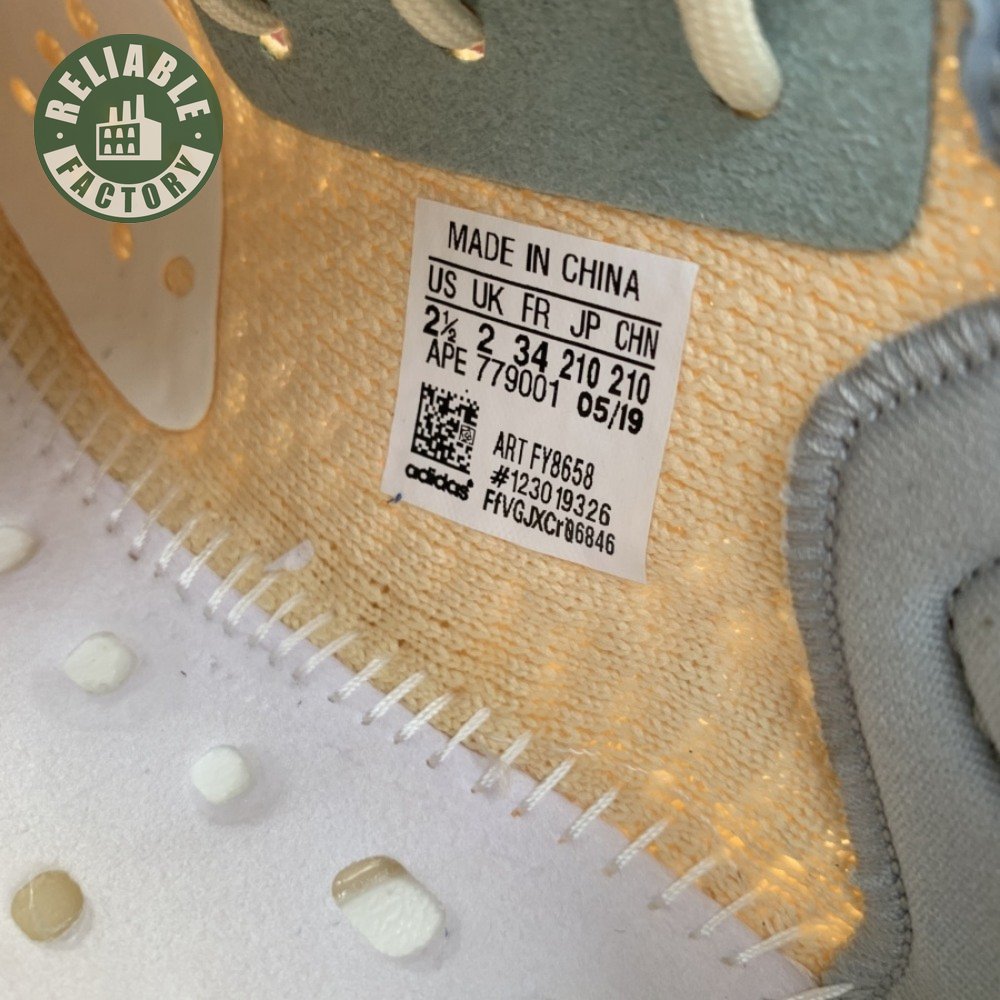 RELIABLE
FACTORY
MADE IN CHINA
US UK FR JP CHN
2½ 2 34 210 210
APE 779001 05/19
ART FY8658
#123019326
adidas